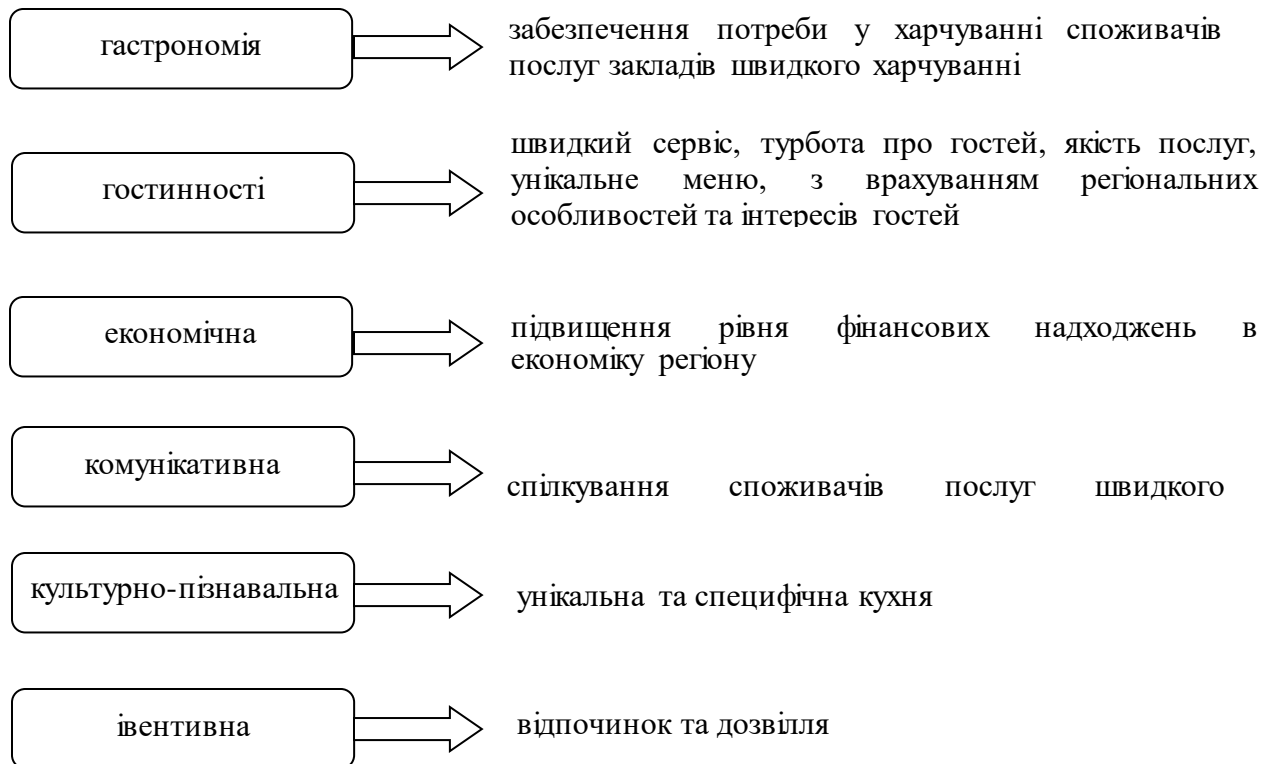 гастрономія
забезпечення потреби у харчуванні споживачів
послуг закладів швидкого харчуванні
гостинності
швидкий сервіс, турбота про гостей, якість послуг,
унікальне меню, з врахуванням регіональних
особливостей та інтересів гостей
економічна
підвищення рівня фінансових надходжень в
економіку регіону
комунікативна
спілкування споживачів послуг швидкого
культурно-пізнавальна
унікальна та специфічна кухня
івентивна
відпочинок та дозвілля